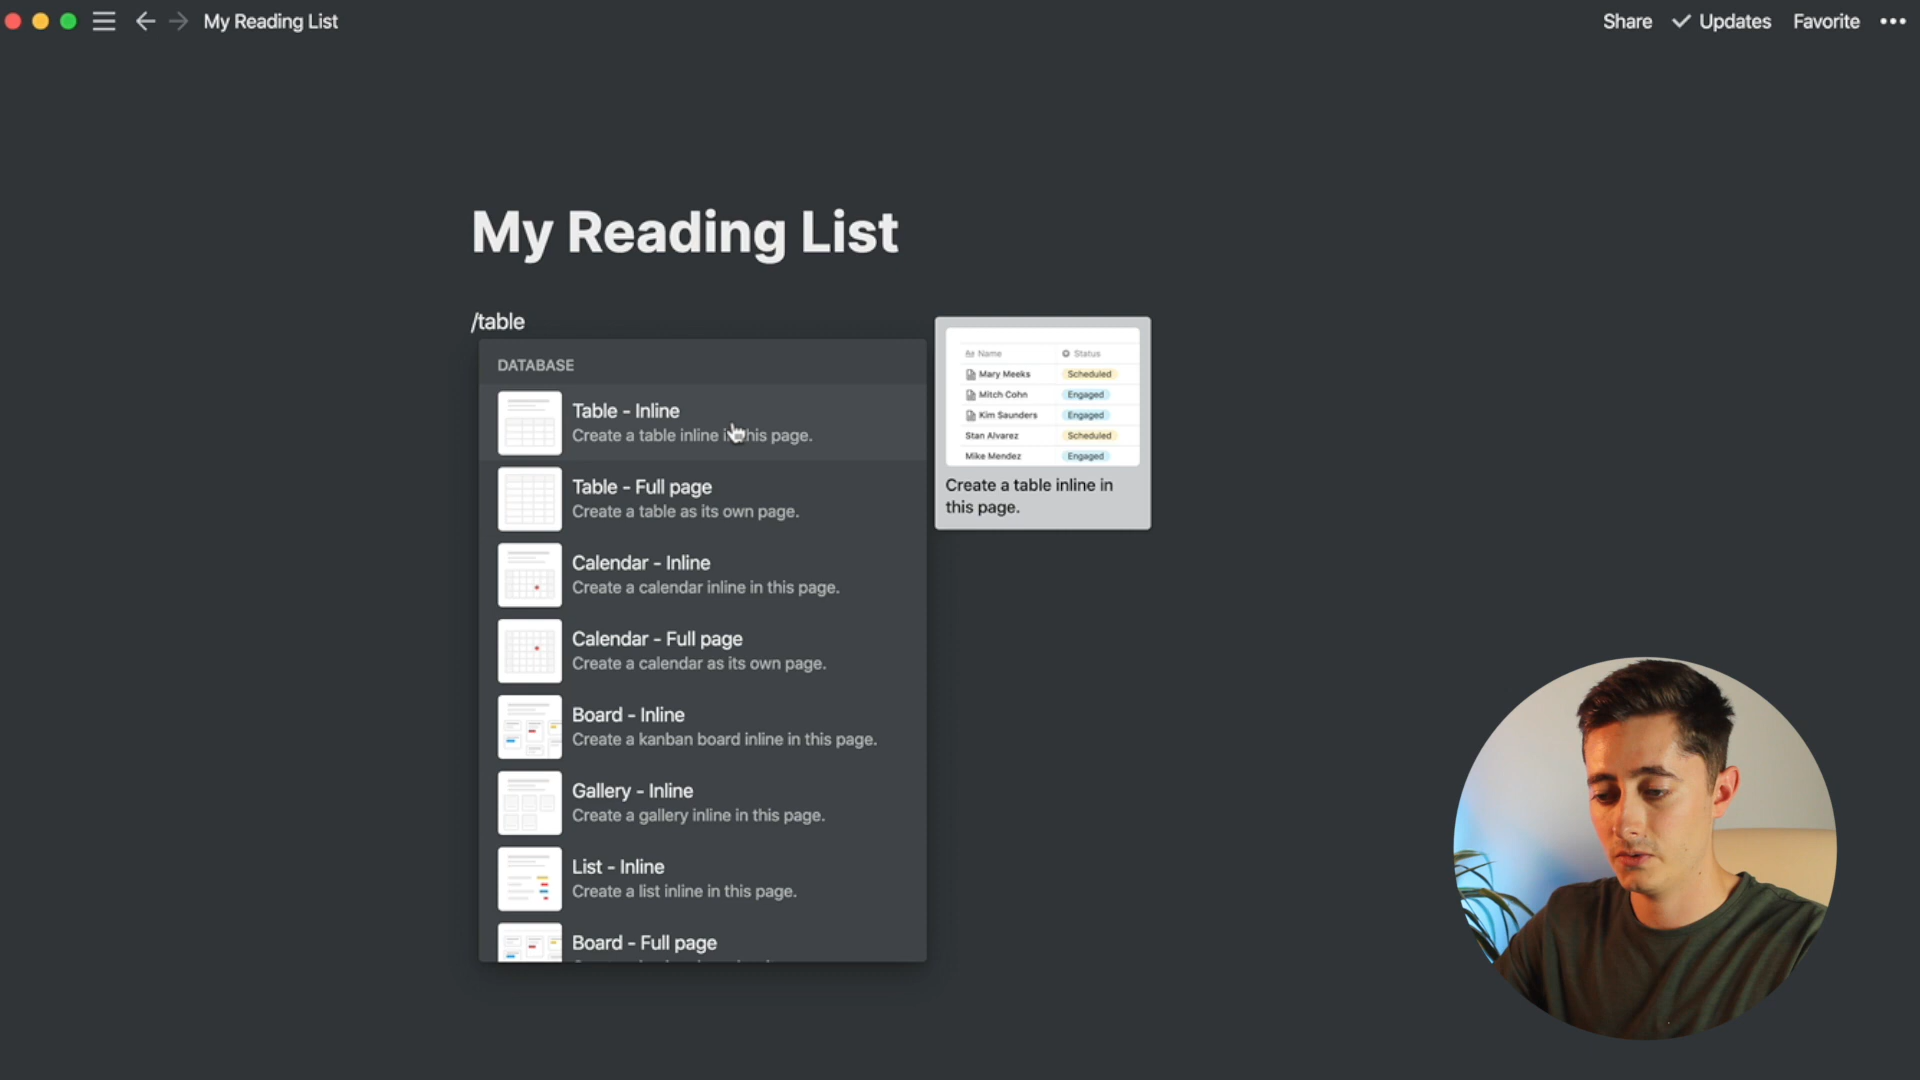 My Reading List
Share Updates Favorite
My Reading List
/table
DATABASE
Table - Inline
Create a table inline in this page.
Table - Full page
Create a table as its own page.
Calendar - Inline
Create a calendar inline in this page.
Calendar - Full page
Create a calendar as its own page.
Board - Inline
Create a kanban board inline in this page.
Gallery - Inline
Create a gallery inline in this page.
List - Inline
Create a list inline in this page.
Board - Full page
Name Status
Mary Meeks Scheduled
Mitch Cohn Engaged
Kim Saunders Engaged
Stan Alvarez Scheduled
Mike Mendez Engaged
Create a table inline in
this page.